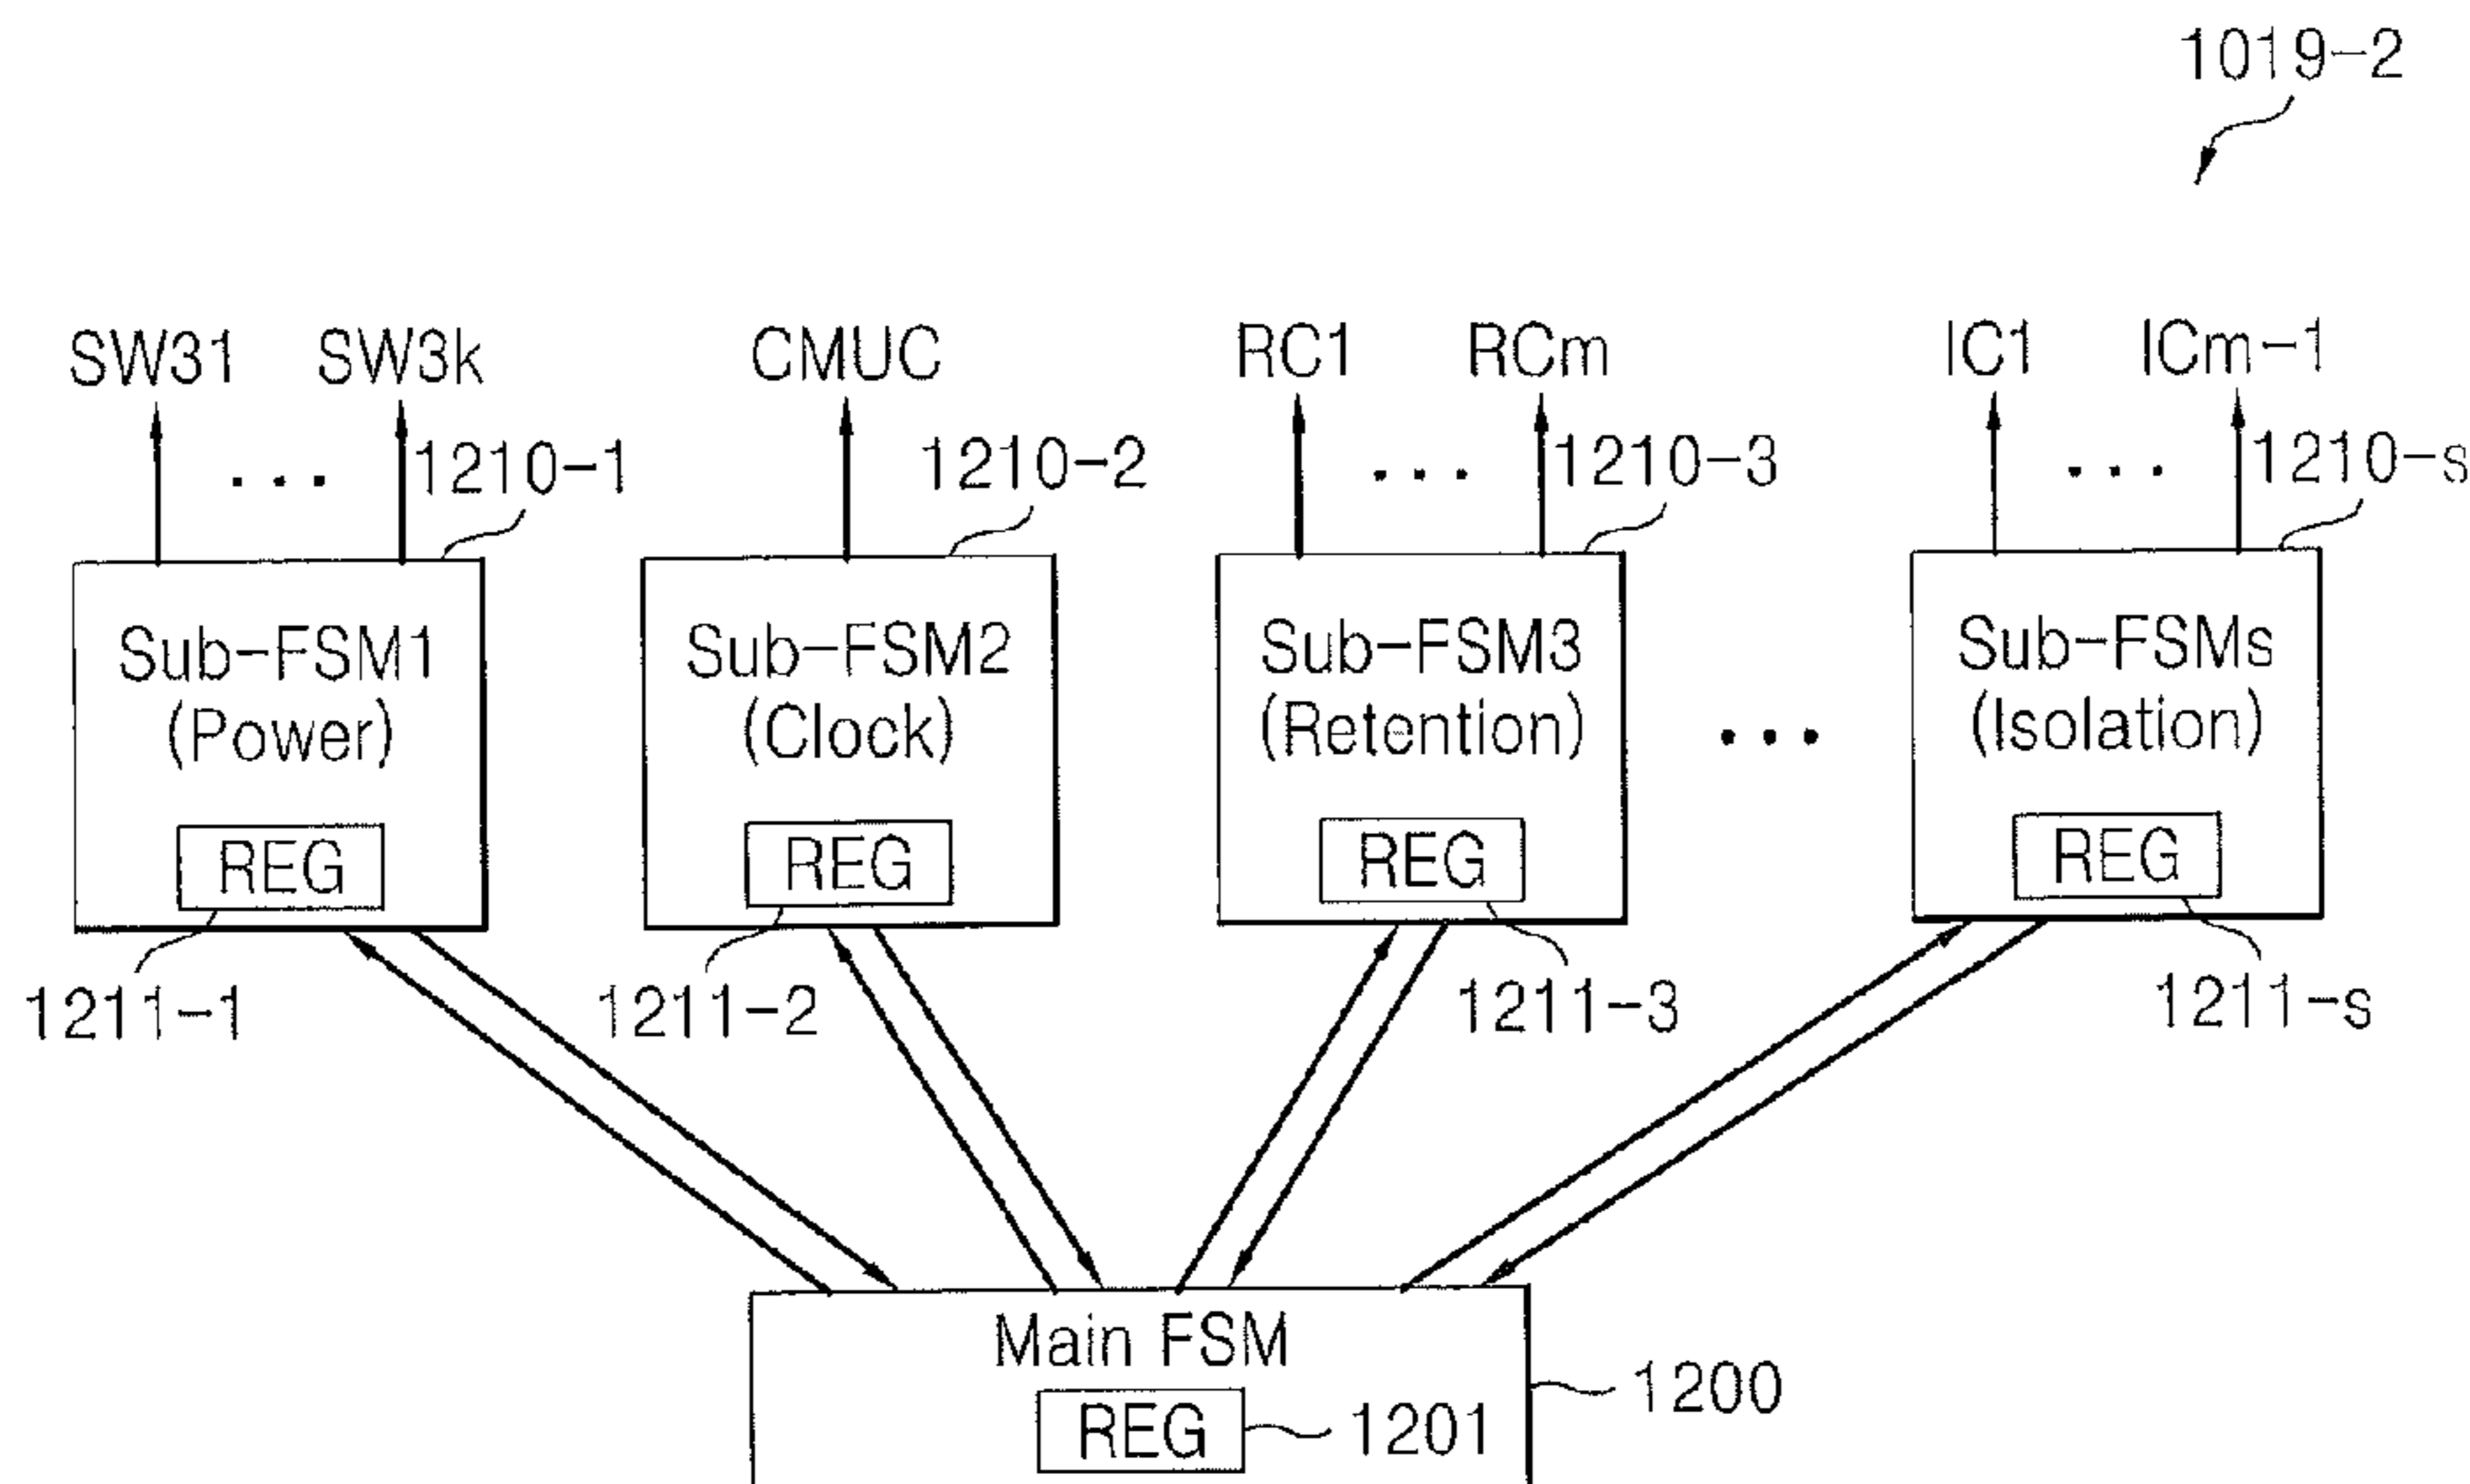 1019-2
SW31 SW3k CMUC RC1 RCm IC1 ICm-1
... 1210-1 1210-2 ... 1210-3 ... 1210-s
Sub-FSM1 Sub-FSM2 Sub-FSM3 Sub-FSMs
(Power) (Clock) (Retention) ... (Isolation)
REG REG REG REG
1211-1 1211-2 1211-3 1211-s
Main FSM
1200
REG 1201